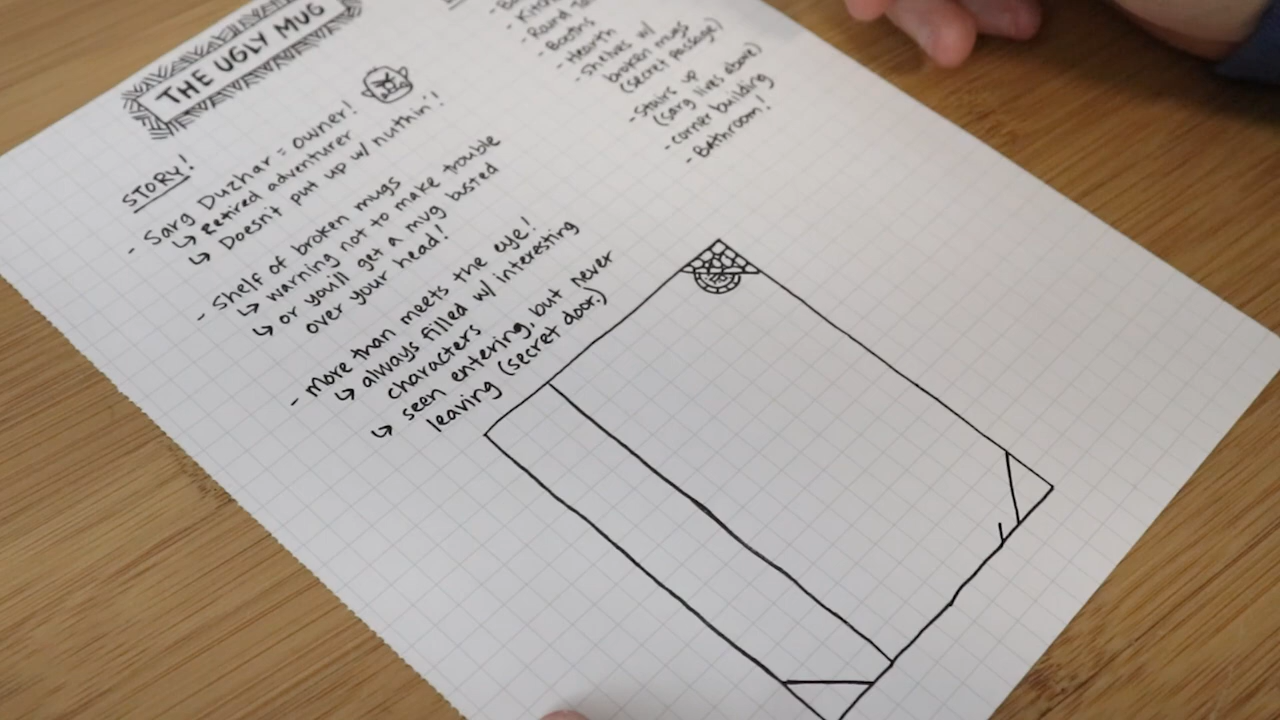 THE UGLY MUG
STORY!
- Sarg Duzhar = owner!
↳ Retired adventurer
↳ Doesn't put up w/ nuthin'!
- Shelf of broken mugs
↳ warning not to make trouble
↳ or you'll get a mug busted
over your head!
- More than meets the eye!
↳ always filled w/ interesting
characters
↳ seen entering, but never
leaving (secret door.)
- Round
- Booths
- Hearth
- Shelves w/
broken mugs
(secret passage)
- Stairs up
(Sarg lives above)
- corner building
- Bathroom!